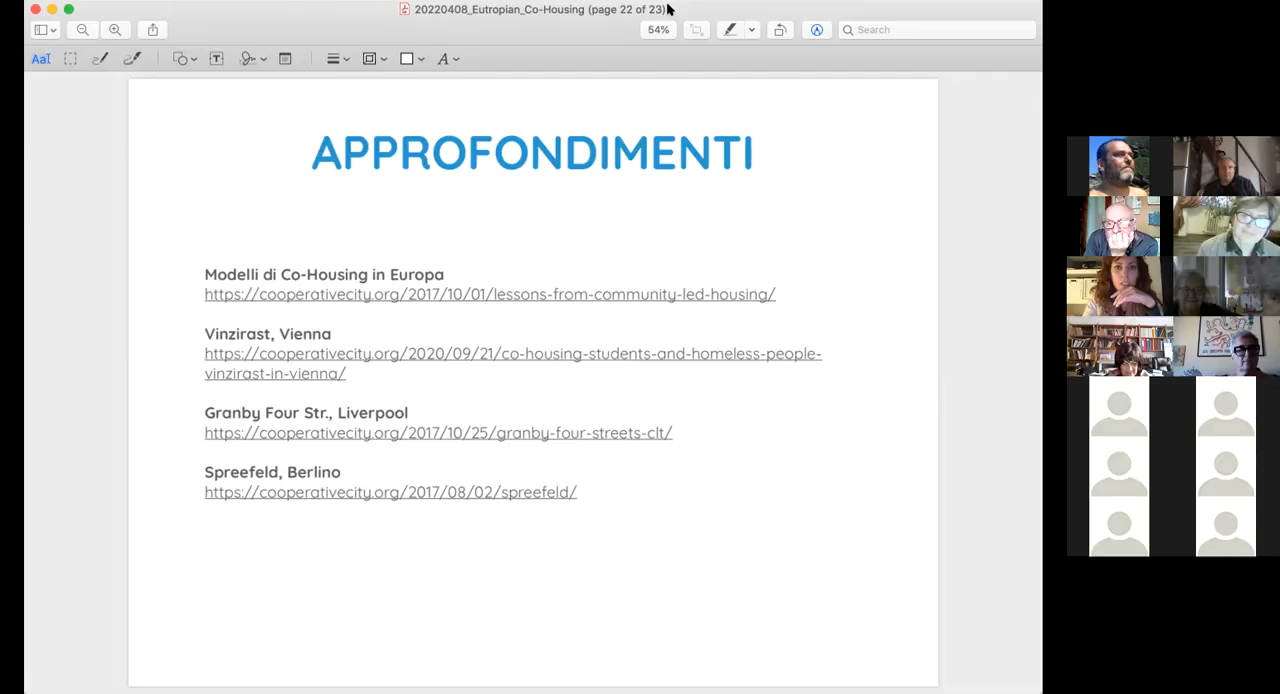 20220408_Eutropian_Co-Housing (page 22 of 23)
54%
Search
AaI
T
A
APPROFONDIMENTI
Modelli di Co-Housing in Europa
https://cooperativecity.org/2017/10/01/lessons-from-community-led-housing/
Vinzirast, Vienna
https://cooperativecity.org/2020/09/21/co-housing-students-and-homeless-people-
vinzirast-in-vienna/
Granby Four Str., Liverpool
https://cooperativecity.org/2017/10/25/granby-four-streets-clt/
Spreefeld, Berlino
https://cooperativecity.org/2017/08/02/spreefeld/